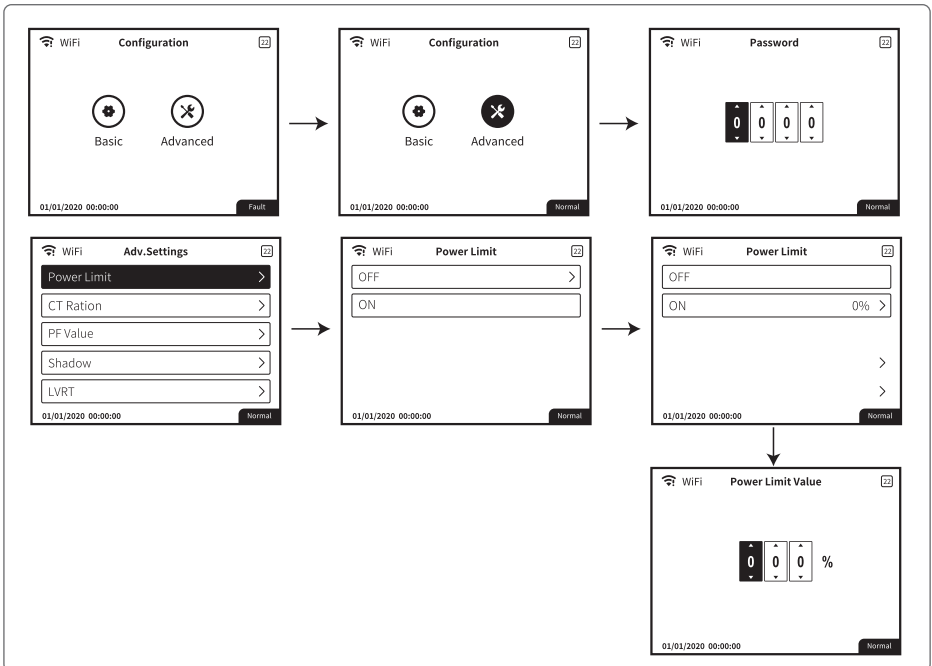 WiFi Configuration 22
Basic Advanced
01/01/2020 00:00:00 Fault
WiFi Configuration 22
Basic Advanced
01/01/2020 00:00:00 Normal
WiFi Password 22
0 0 0 0
01/01/2020 00:00:00 Normal
WiFi Adv.Settings 22
Power Limit >
CT Ration >
PF Value >
Shadow >
LVRT >
01/01/2020 00:00:00 Normal
WiFi Power Limit 22
OFF >
ON
01/01/2020 00:00:00 Normal
WiFi Power Limit 22
OFF
ON 0% >
>
>
01/01/2020 00:00:00 Normal
WiFi Power Limit Value 22
0 0 0 %
01/01/2020 00:00:00 Normal